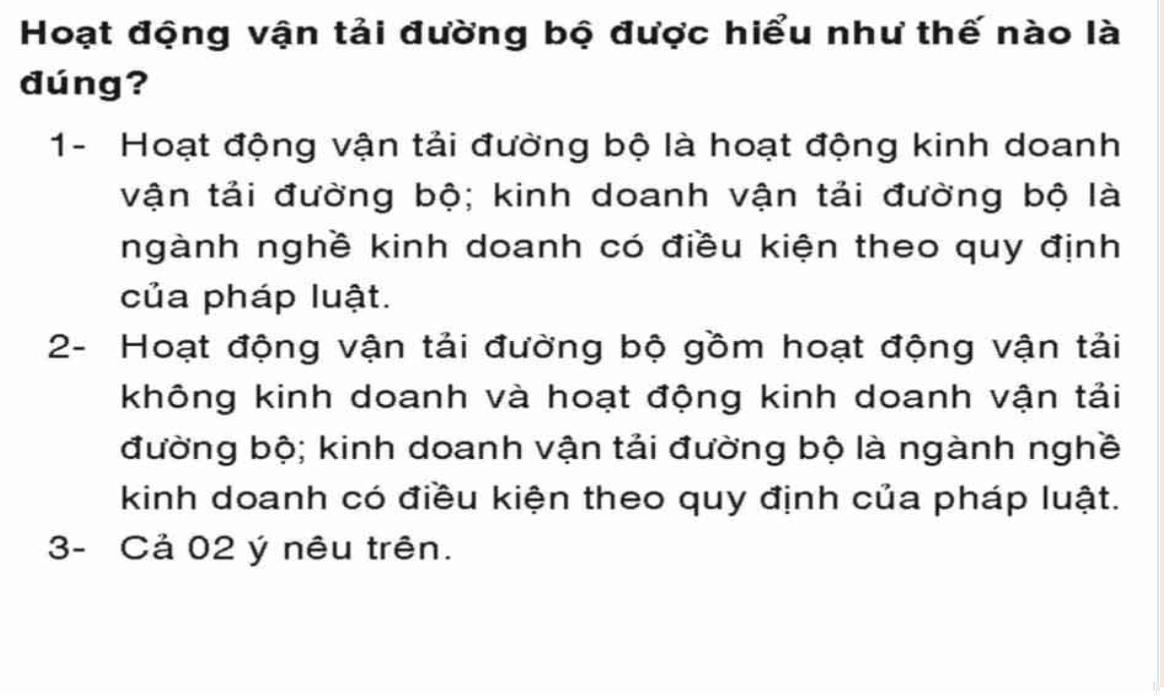 Hoạt động vận tải đường bộ được hiểu như thế nào là
đúng?
1- Hoạt động vận tải đường bộ là hoạt động kinh doanh
vận tải đường bộ; kinh doanh vận tải đường bộ là
ngành nghề kinh doanh có điều kiện theo quy định
của pháp luật.
2- Hoạt động vận tải đường bộ gồm hoạt động vận tải
không kinh doanh và hoạt động kinh doanh vận tải
đường bộ; kinh doanh vận tải đường bộ là ngành nghề
kinh doanh có điều kiện theo quy định của pháp luật.
3- Cả 02 ý nêu trên.